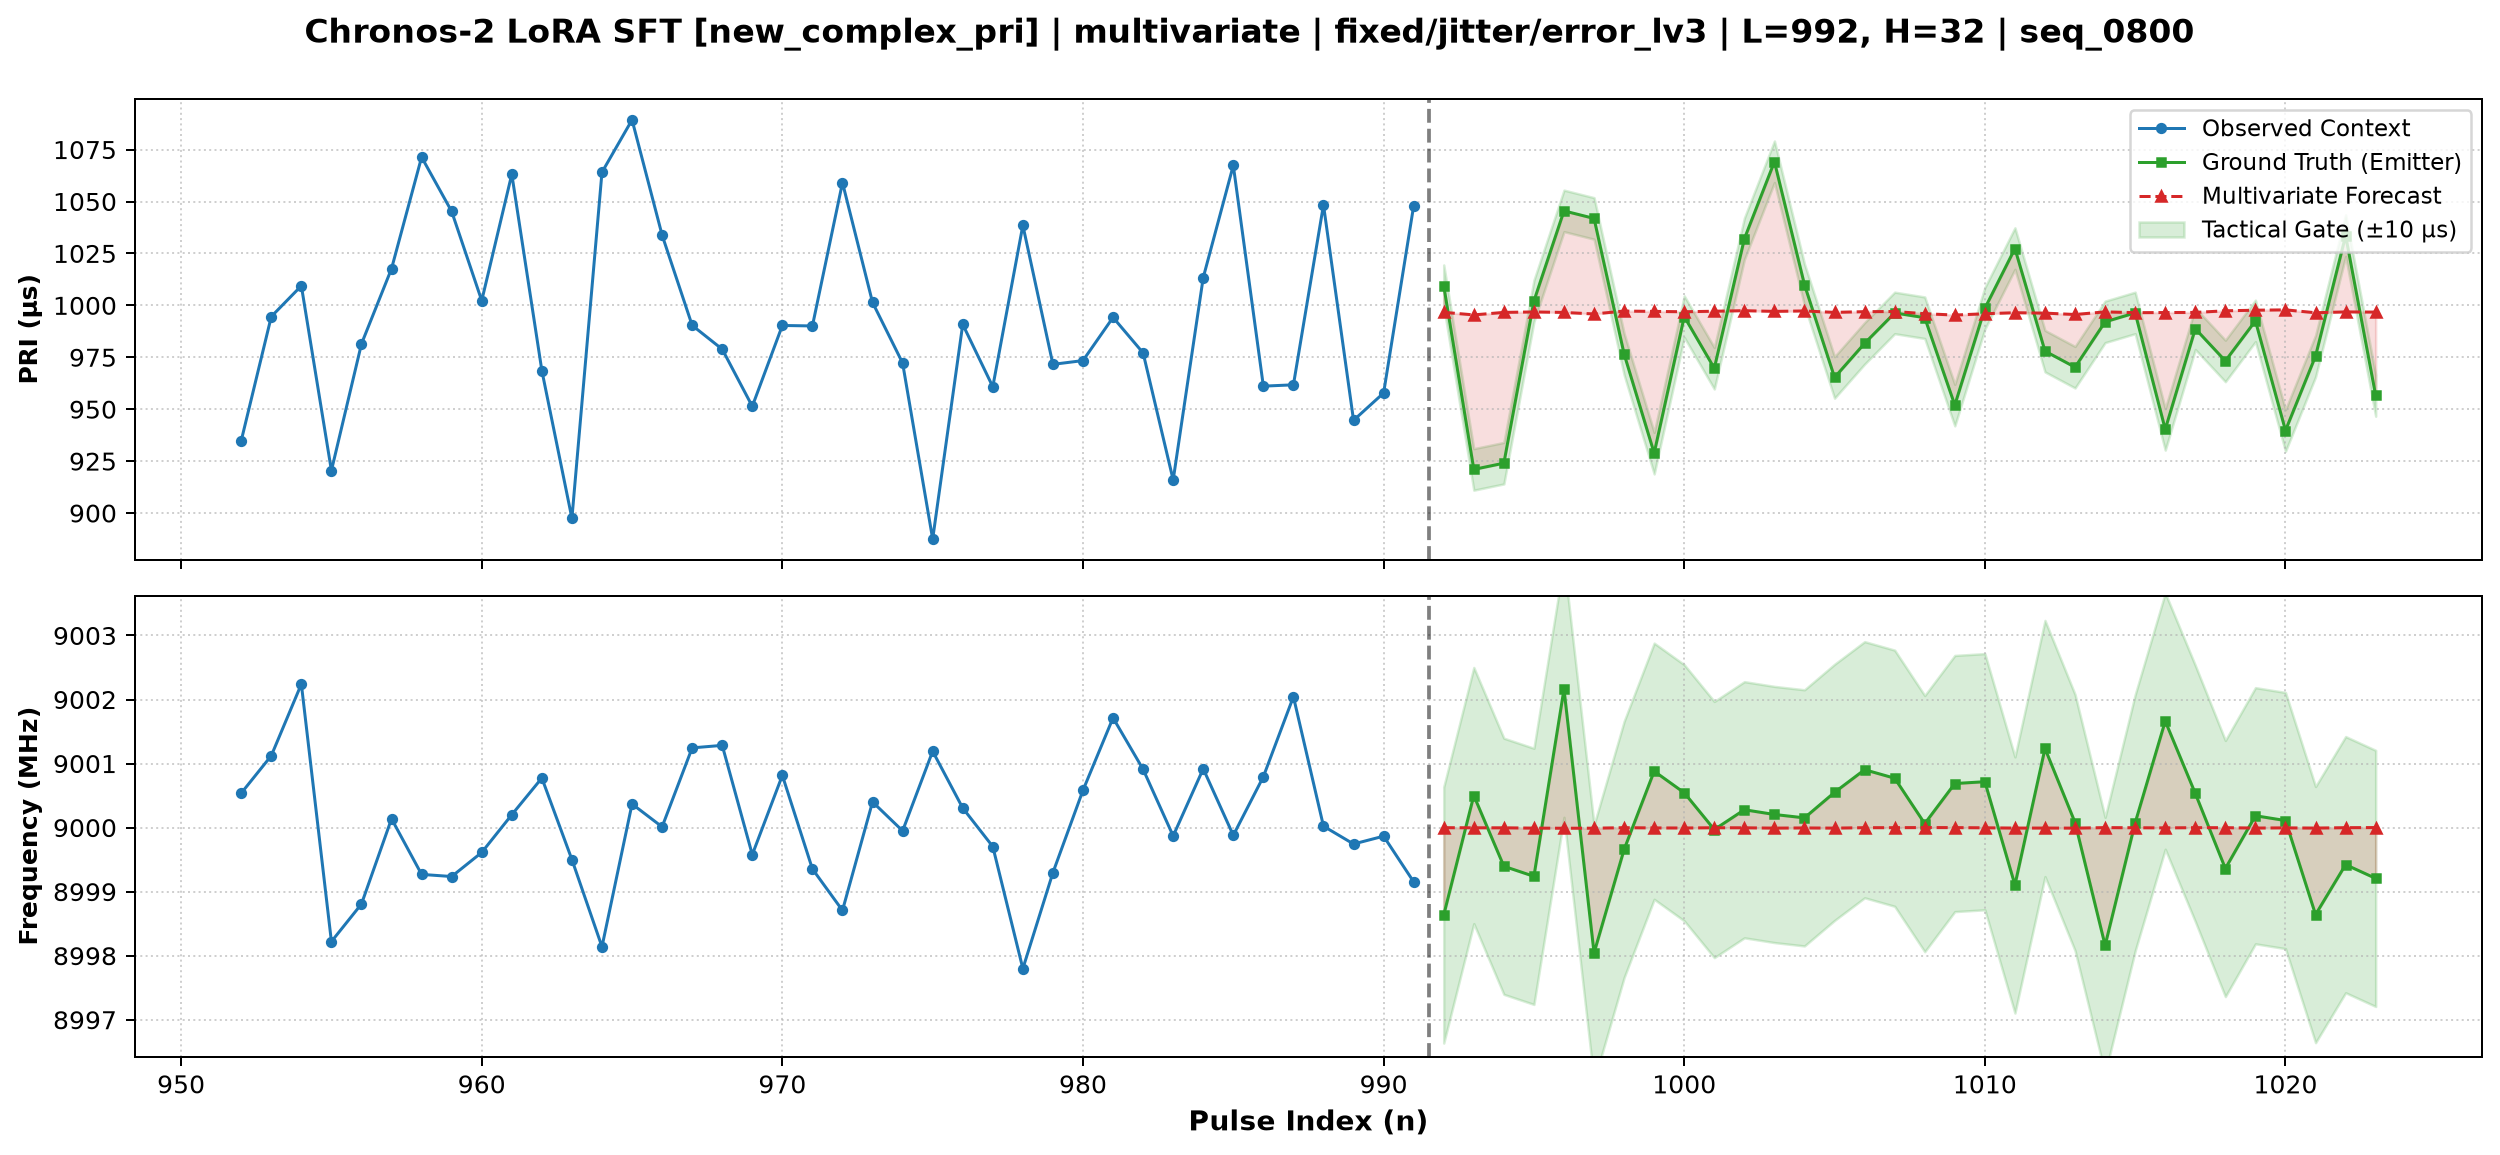 Chronos-2 LoRA SFT [new_complex_pri] | multivariate | fixed/jitter/error_lv3 | L=992, H=32 | seq_0800
PRI (µs)
1075
1050
1025
1000
975
950
925
900
Observed Context
Ground Truth (Emitter)
Multivariate Forecast
Tactical Gate (±10 µs)
Frequency (MHz)
9003
9002
9001
9000
8999
8998
8997
950 960 970 980 990 1000 1010 1020
Pulse Index (n)